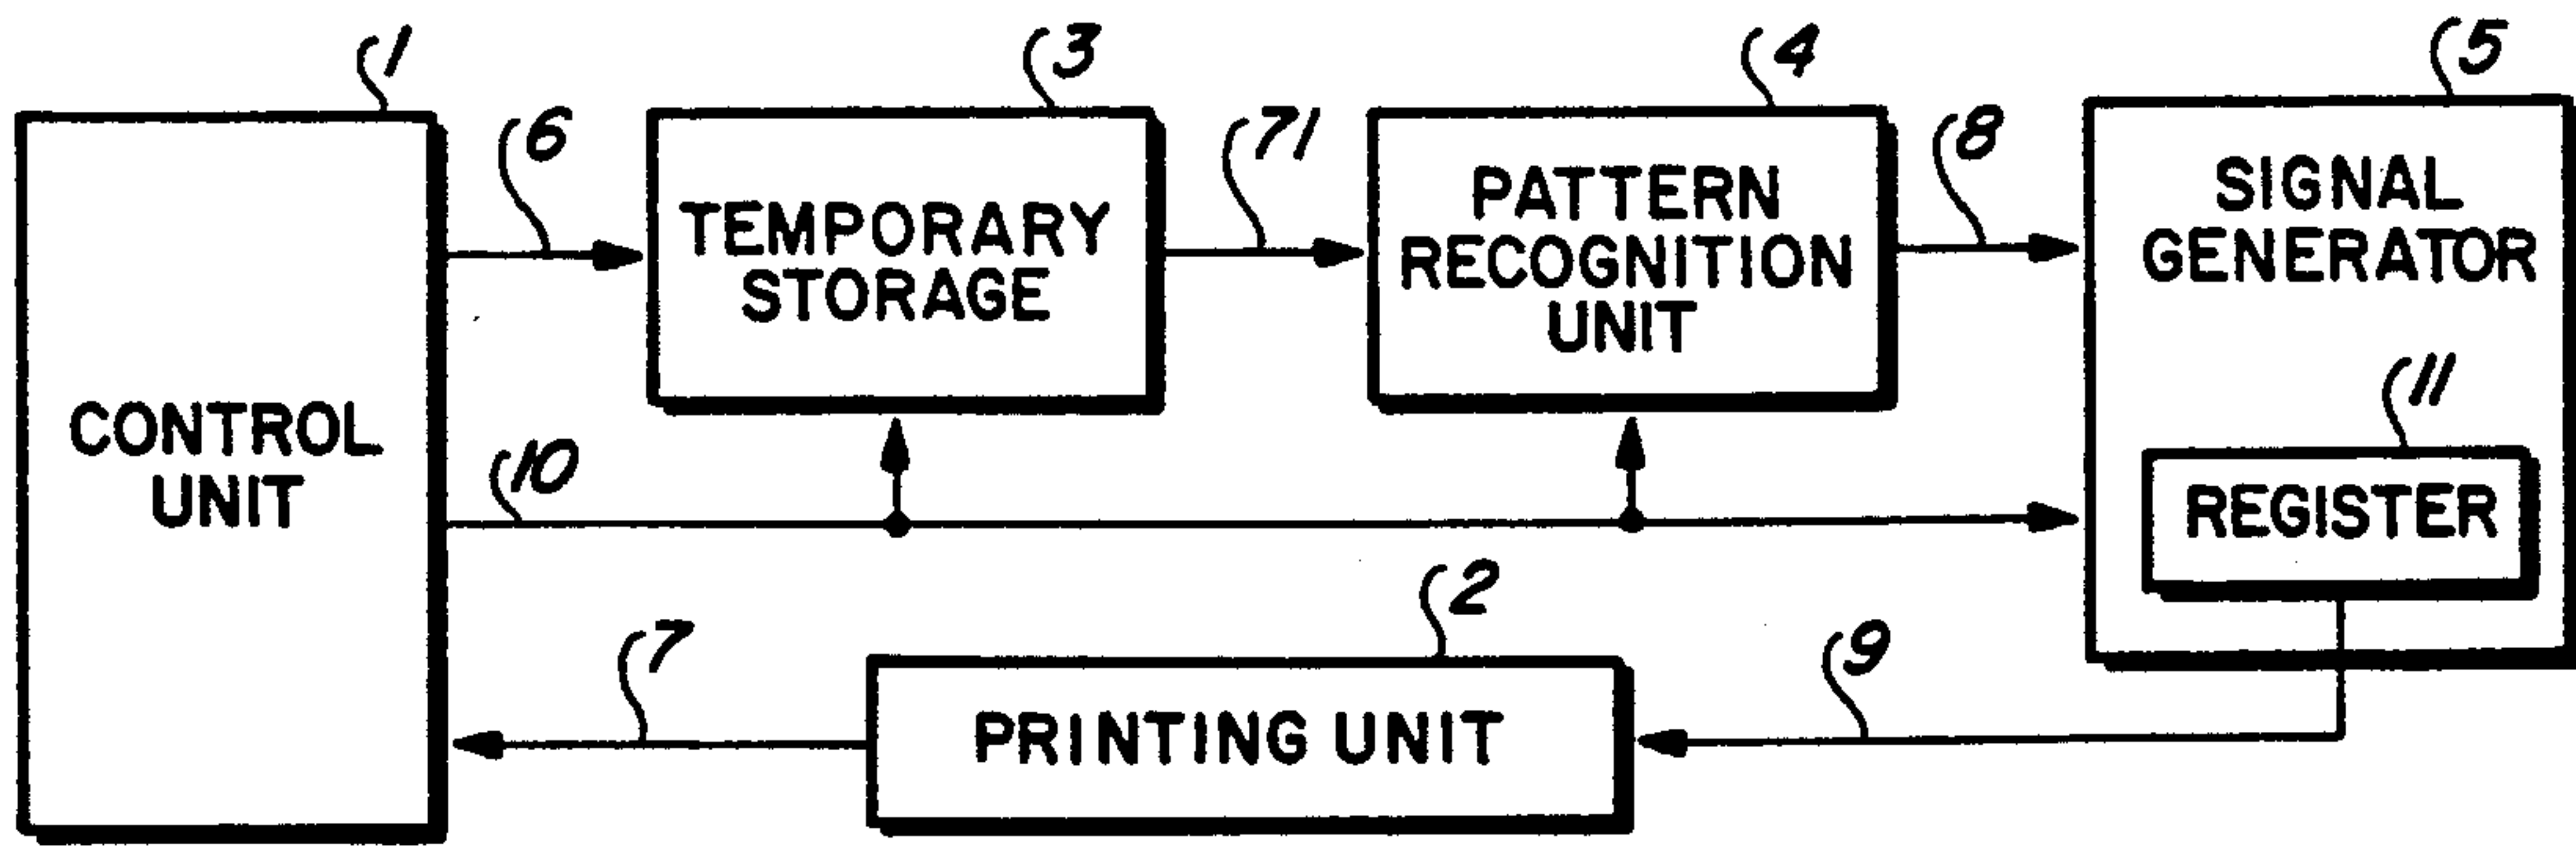 1
3
4
5
6
71
8
TEMPORARY
STORAGE
PATTERN
RECOGNITION
UNIT
SIGNAL
GENERATOR
CONTROL
UNIT
10
11
REGISTER
2
7
9
PRINTING UNIT